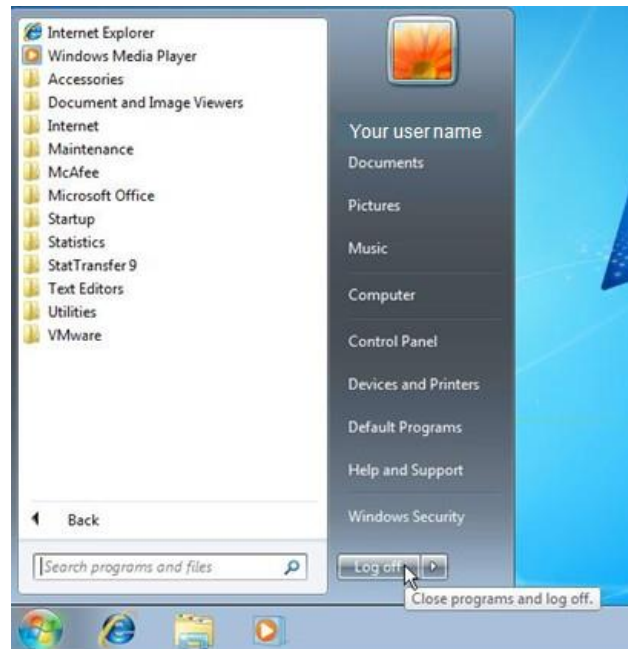 Internet Explorer
Windows Media Player
Accessories
Document and Image Viewers
Internet
Maintenance
McAfee
Microsoft Office
Startup
Statistics
StatTransfer 9
Text Editors
Utilities
VMware
Back
Search programs and files
Your user name
Documents
Pictures
Music
Computer
Control Panel
Devices and Printers
Default Programs
Help and Support
Windows Security
Log off
Close programs and log off.